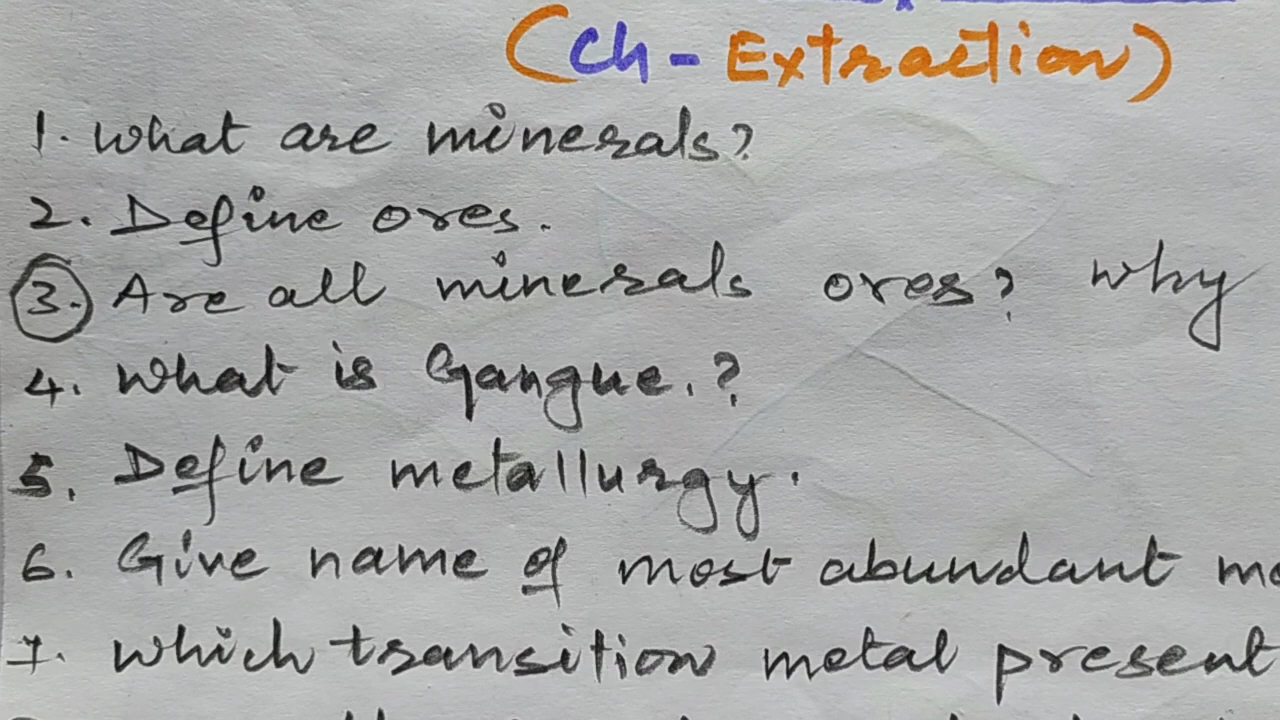 (Ch - Extraction)
1. What are minerals?
2. Define ores.
3. Are all minerals ores? Why
4. What is Gangue.?
5. Define metallurgy.
6. Give name of most abundant
7. Which transition metal present